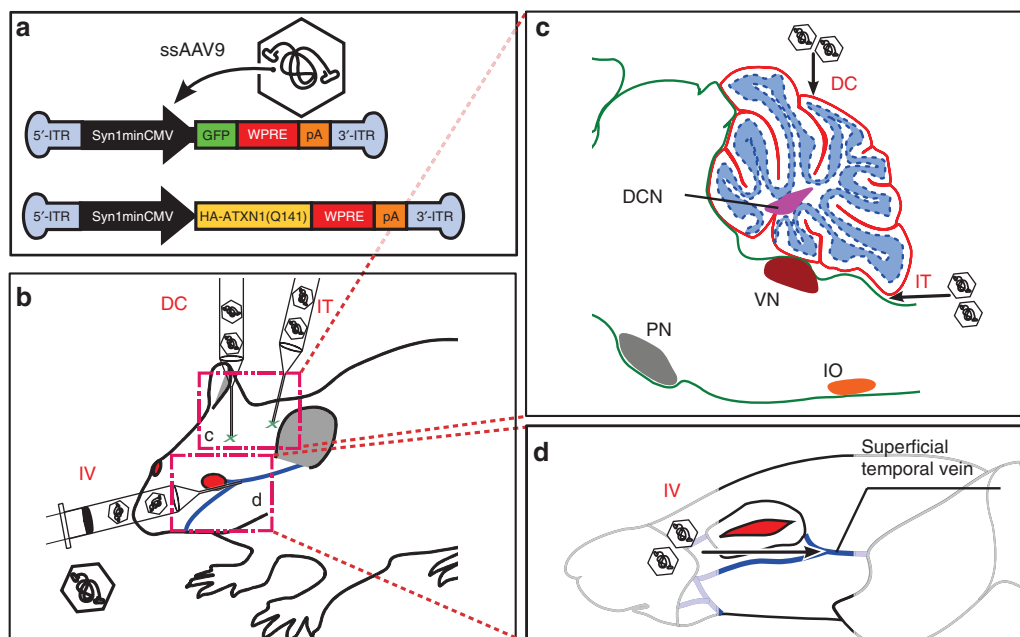 a
ssAAV9
5′-ITR Syn1minCMV GFP WPRE pA 3′-ITR
5′-ITR Syn1minCMV HA-ATXN1(Q141) WPRE pA 3′-ITR
b
DC
IT
c
IV
d
c
DC
DCN
IT
VN
PN
IO
d
Superficial
temporal vein
IV